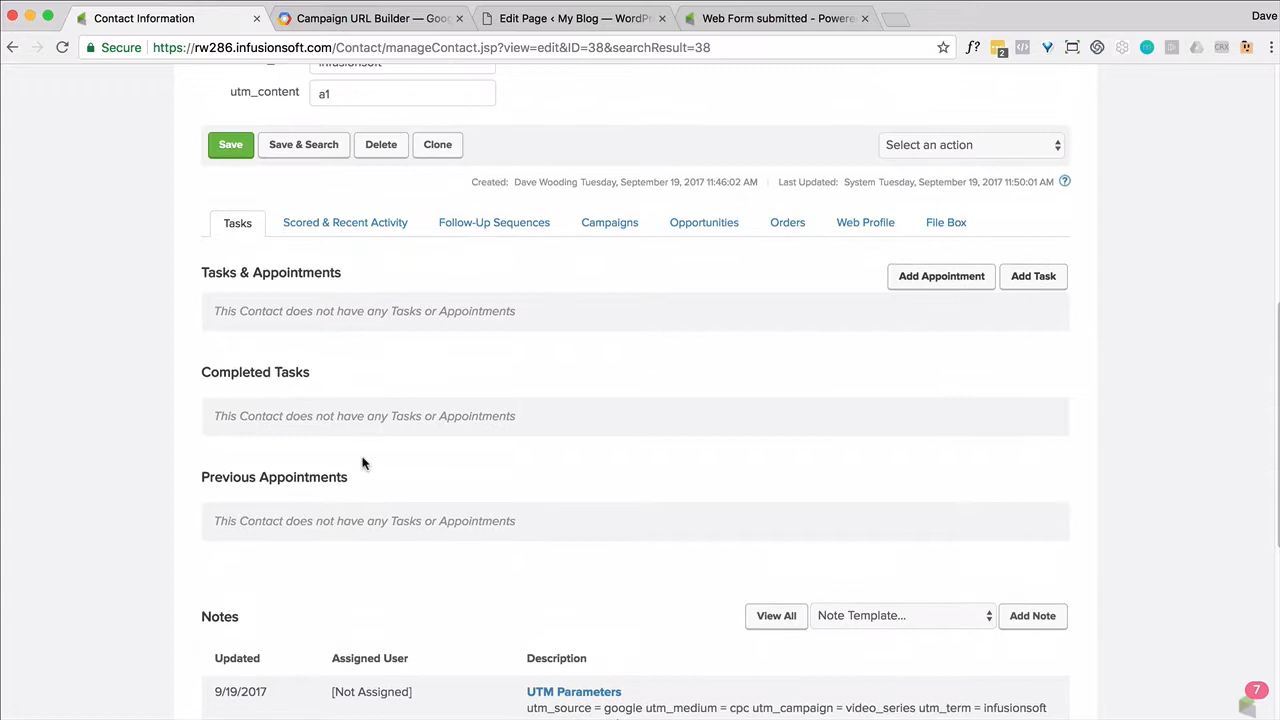 Contact Information
Campaign URL Builder — Goo
Edit Page ‹ My Blog — WordPr
Web Form submitted - Powere
Dave
Secure
https://rw286.infusionsoft.com/Contact/manageContact.jsp?view=edit&ID=38&searchResult=38
f?
2
CRX
infusionsoft
utm_content
a1
Save
Save & Search
Delete
Clone
Select an action
Created: Dave Wooding Tuesday, September 19, 2017 11:46:02 AM | Last Updated: System Tuesday, September 19, 2017 11:50:01 AM ?
Tasks
Scored & Recent Activity
Follow-Up Sequences
Campaigns
Opportunities
Orders
Web Profile
File Box
Tasks & Appointments
Add Appointment
Add Task
This Contact does not have any Tasks or Appointments
Completed Tasks
This Contact does not have any Tasks or Appointments
Previous Appointments
This Contact does not have any Tasks or Appointments
Notes
View All
Note Template...
Add Note
Updated
Assigned User
Description
9/19/2017
[Not Assigned]
UTM Parameters
utm_source = google utm_medium = cpc utm_campaign = video_series utm_term = infusionsoft
7